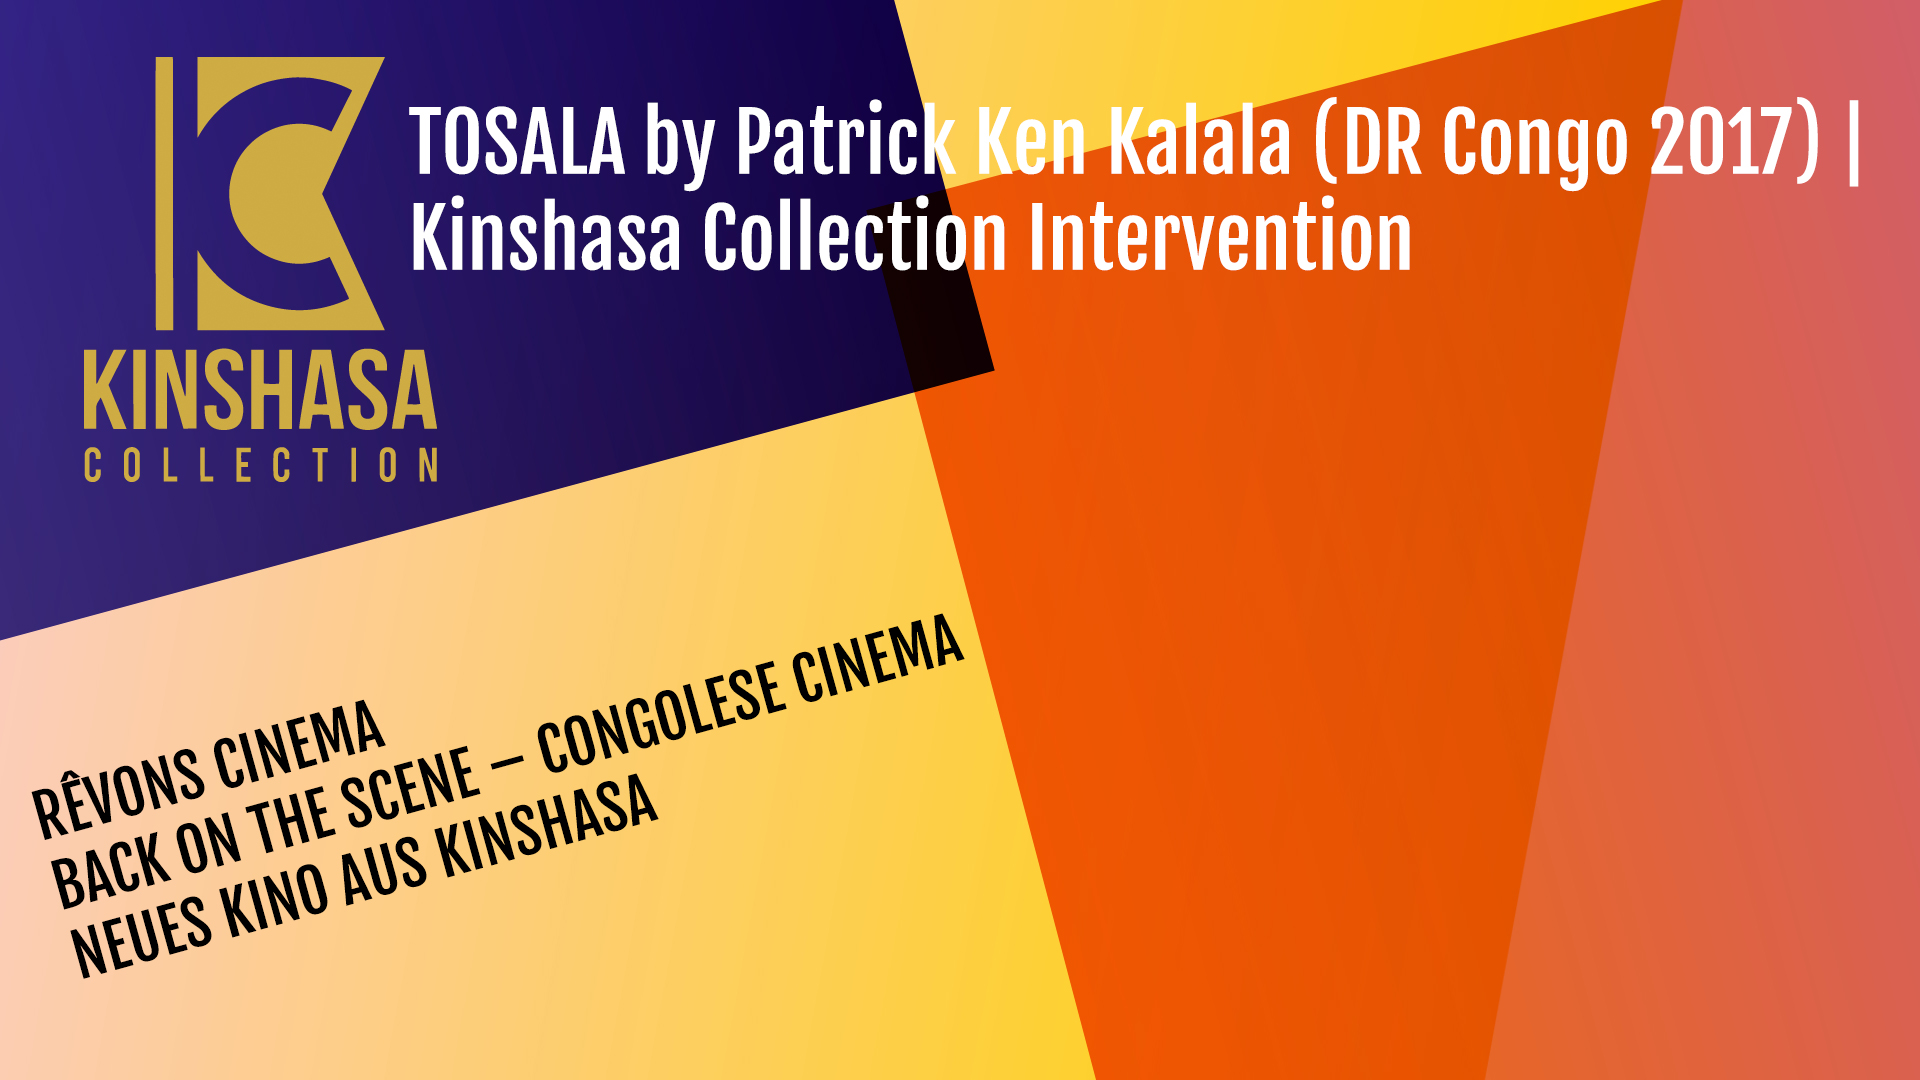 TOSALA by Patrick Ken Kalala (DR Congo 2017) |
Kinshasa Collection Intervention
KINSHASA
COLLECTION
RÊVONS CINEMA
BACK ON THE SCENE – CONGOLESE CINEMA
NEUES KINO AUS KINSHASA